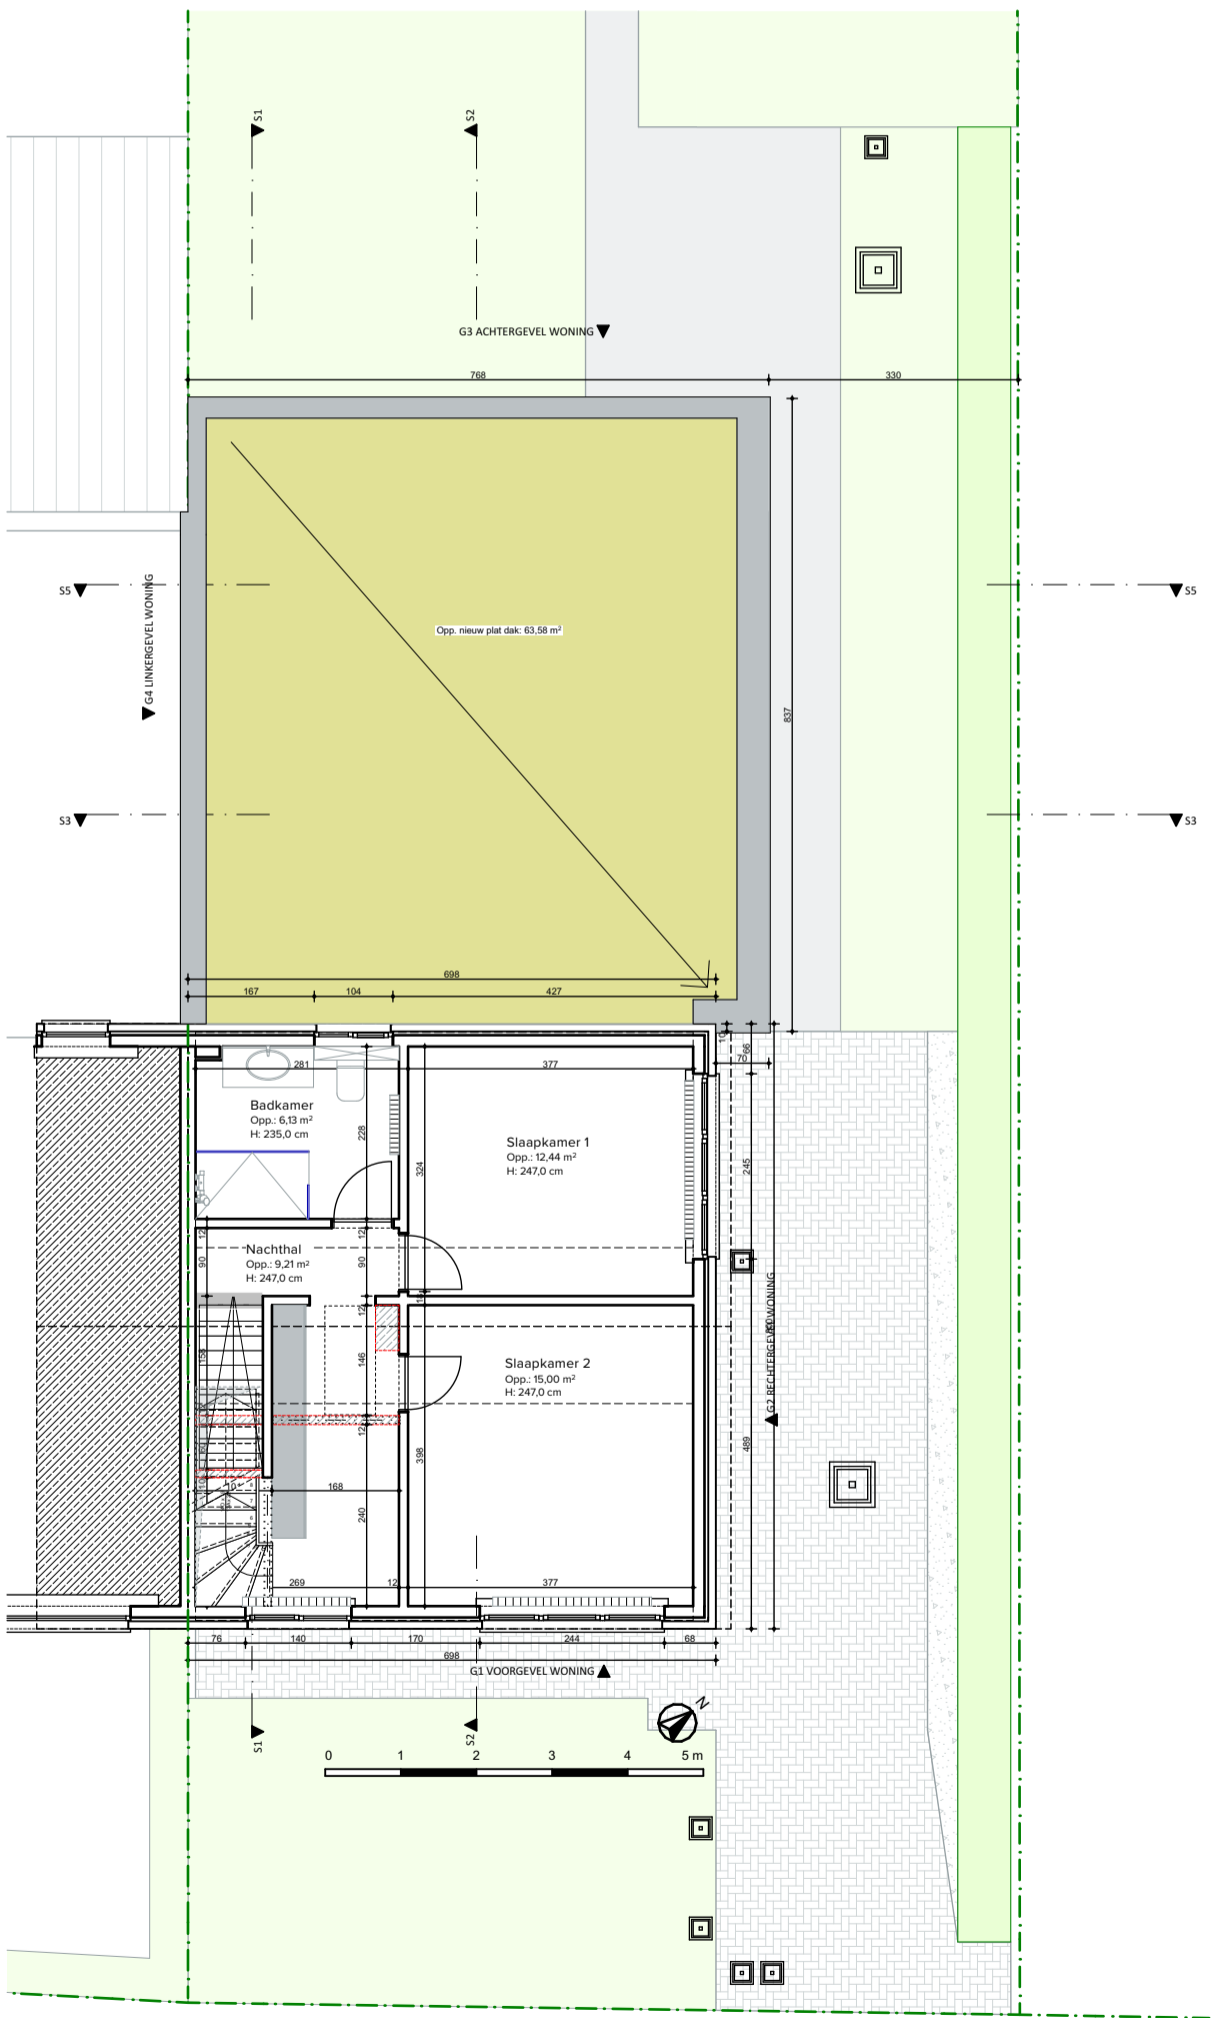 S1
S2
G3 ACHTERGEVEL WONING
768
330
S5
S5
G4 LINKERGEVEL WONING
Opp. nieuw plat dak: 63,58 m²
837
S3
S3
698
167
104
427
10
66
70
281
377
Badkamer
Opp.: 6,13 m²
H: 235,0 cm
228
Slaapkamer 1
Opp.: 12,44 m²
H: 247,0 cm
324
245
12
12
Nachthal
Opp.: 9,21 m²
H: 247,0 cm
90
90
12
158
146
Slaapkamer 2
Opp.: 15,00 m²
H: 247,0 cm
G2 RECHTERGEVEL WONING
12
398
489
168
240
269
12
377
76
140
170
244
68
698
G1 VOORGEVEL WONING
N
S1
S2
0 1 2 3 4 5 m